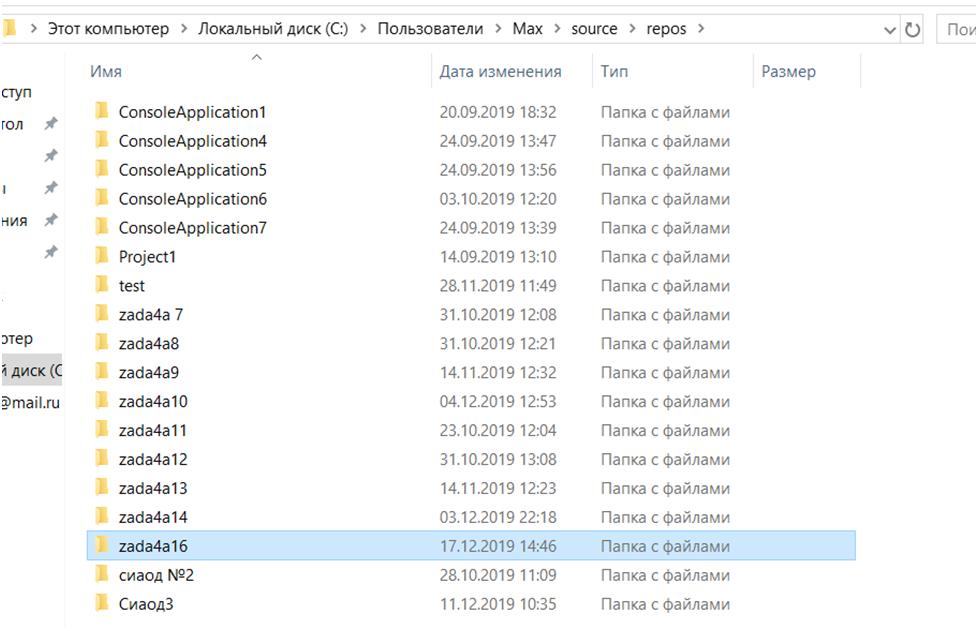 Этот компьютер > Локальный диск (C:) > Пользователи > Max > source > repos >
Имя Дата изменения Тип Размер
ConsoleApplication1 20.09.2019 18:32 Папка с файлами
ConsoleApplication4 24.09.2019 13:47 Папка с файлами
ConsoleApplication5 24.09.2019 13:56 Папка с файлами
ConsoleApplication6 03.10.2019 12:20 Папка с файлами
ConsoleApplication7 24.09.2019 13:39 Папка с файлами
Project1 14.09.2019 13:10 Папка с файлами
test 28.11.2019 11:49 Папка с файлами
zada4a 7 31.10.2019 12:08 Папка с файлами
zada4a8 31.10.2019 12:21 Папка с файлами
zada4a9 14.11.2019 12:32 Папка с файлами
й диск (C
@mail.ru zada4a10 04.12.2019 12:53 Папка с файлами
zada4a11 23.10.2019 12:04 Папка с файлами
zada4a12 31.10.2019 13:08 Папка с файлами
zada4a13 14.11.2019 12:23 Папка с файлами
zada4a14 03.12.2019 22:18 Папка с файлами
zada4a16 17.12.2019 14:46 Папка с файлами
сиаод №2 28.10.2019 11:09 Папка с файлами
Сиаод3 11.12.2019 10:35 Папка с файлами